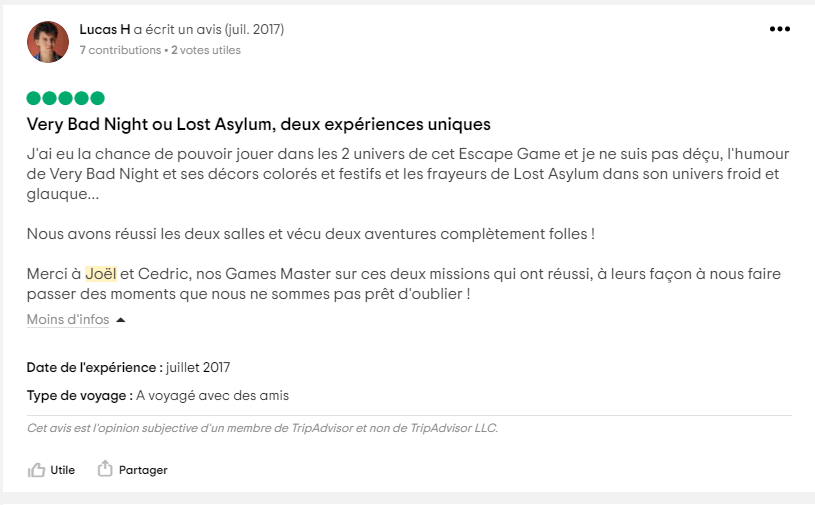 Lucas H a écrit un avis (juil. 2017)
7 contributions • 2 votes utiles
Very Bad Night ou Lost Asylum, deux expériences uniques
J'ai eu la chance de pouvoir jouer dans les 2 univers de cet Escape Game et je ne suis pas déçu, l'humour
de Very Bad Night et ses décors colorés et festifs et les frayeurs de Lost Asylum dans son univers froid et
glauque...
Nous avons réussi les deux salles et vécu deux aventures complètement folles !
Merci à Joël et Cedric, nos Games Master sur ces deux missions qui ont réussi, à leurs façon à nous faire
passer des moments que nous ne sommes pas prêt d'oublier !
Moins d'infos
Date de l'expérience : juillet 2017
Type de voyage : A voyagé avec des amis
Cet avis est l'opinion subjective d'un membre de TripAdvisor et non de TripAdvisor LLC.
Utile Partager